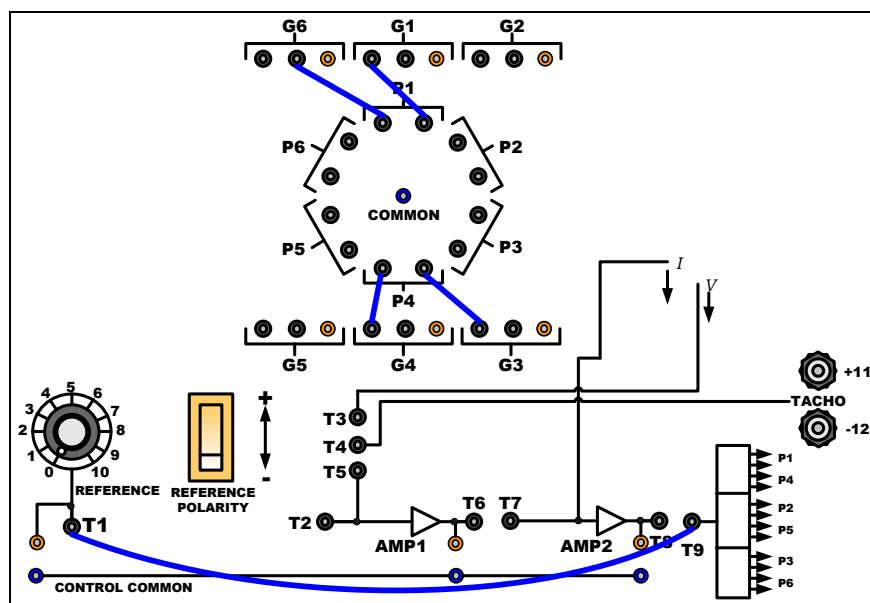 G6 G1 G2
P1
P6 P2
COMMON
P5 P3
P4
I
V
G5 G4 G3
5
4 6
3 7
2 8
1 9
0 10
REFERENCE
+
-
REFERENCE
POLARITY
T3
T4
T5
+11
TACHO
-12
P1
P4
P2
P5
P3
P6
T1
T2 T6 T7 T8 T9
AMP1 AMP2
CONTROL COMMON